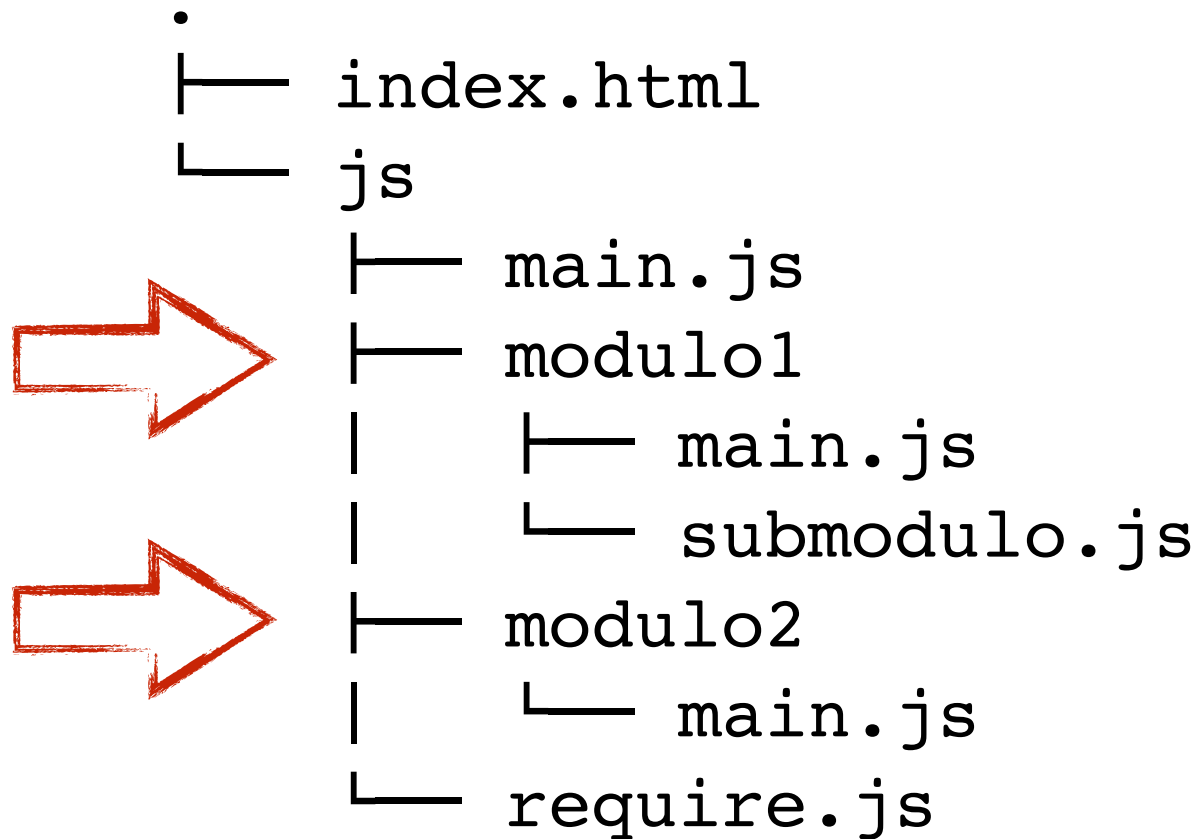 .
├── index.html
└── js
    ├── main.js
    ├── modulo1
    |   ├── main.js
    |   └── submodulo.js
    ├── modulo2
    |   └── main.js
    └── require.js